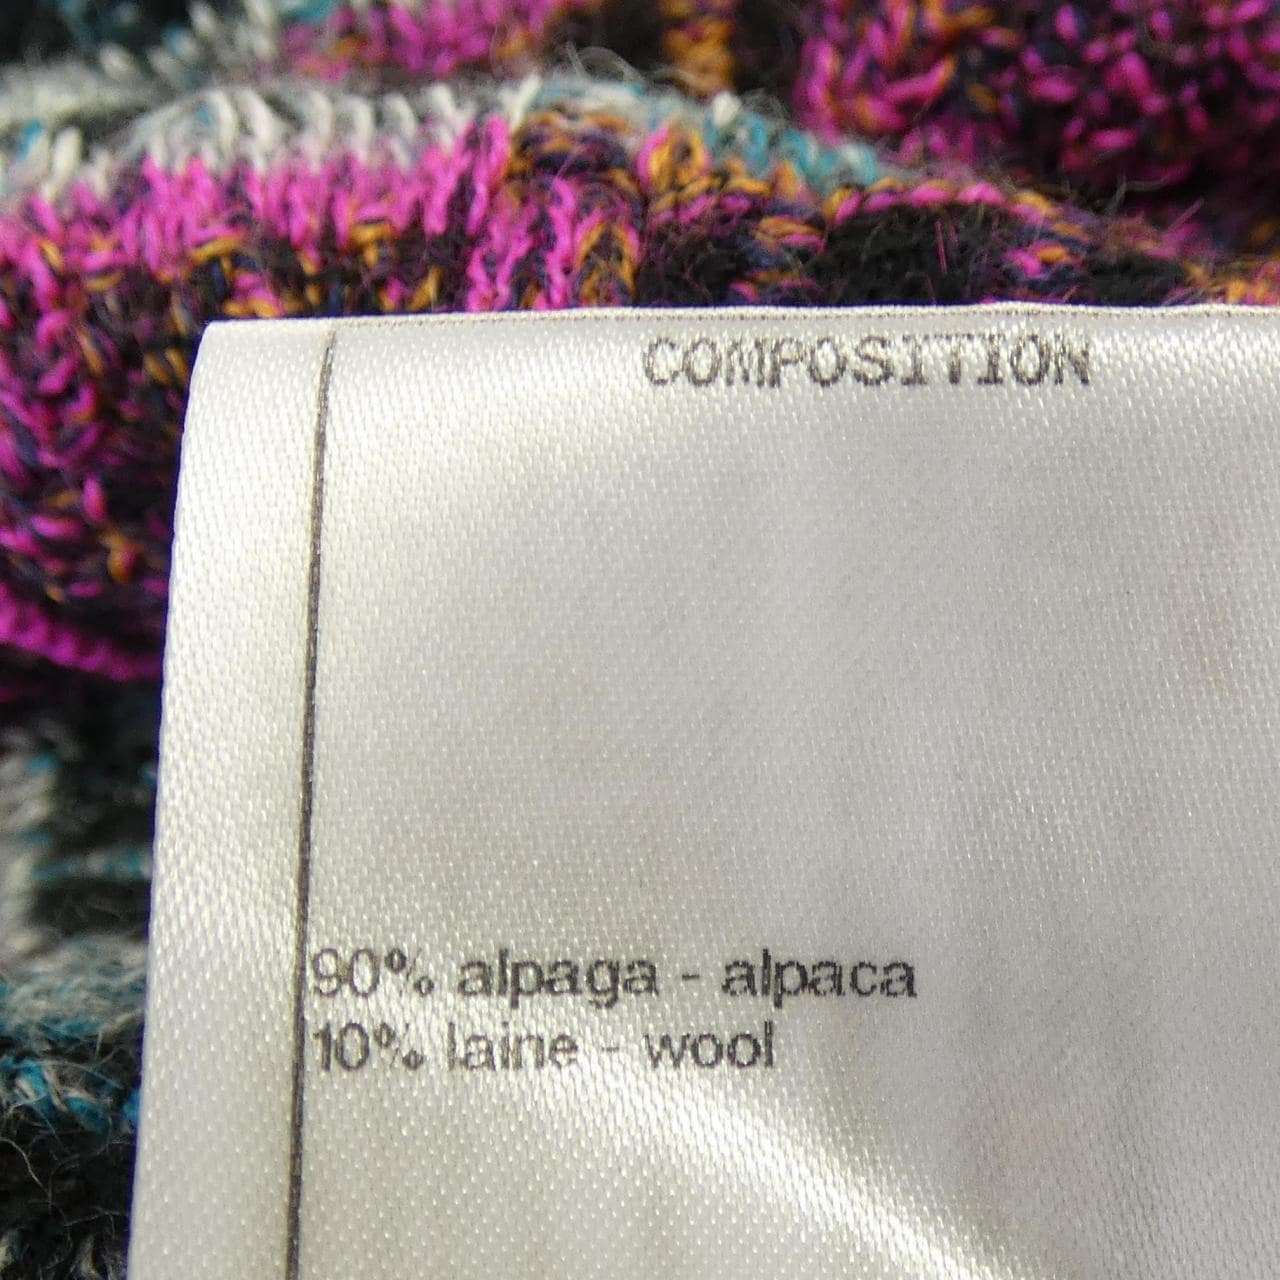 COMPOSITION
90% alpaga - alpaca
10% laine - wool